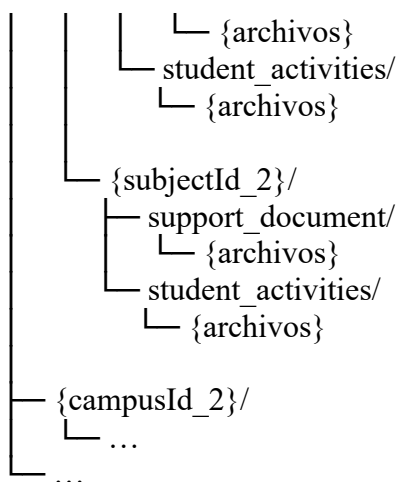 │ │ │ └── {archivos}
│ │ └── student_activities/
│ │ └── {archivos}
│ │
│ └── {subjectId_2}/
│ ├── support_document/
│ │ └── {archivos}
│ └── student_activities/
│ └── {archivos}
│
├── {campusId_2}/
│ └── …
└── …